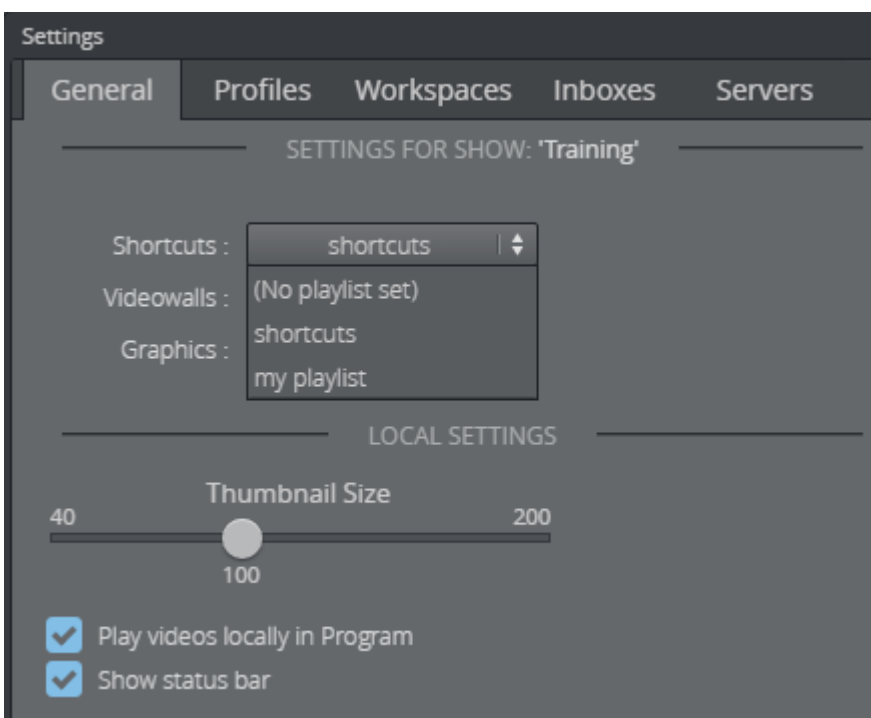 Settings
General Profiles Workspaces Inboxes Servers
SETTINGS FOR SHOW: 'Training'
Shortcuts : shortcuts
Videowalls : (No playlist set)
shortcuts
Graphics :
my playlist
LOCAL SETTINGS
Thumbnail Size
40 200
100
Play videos locally in Program
Show status bar